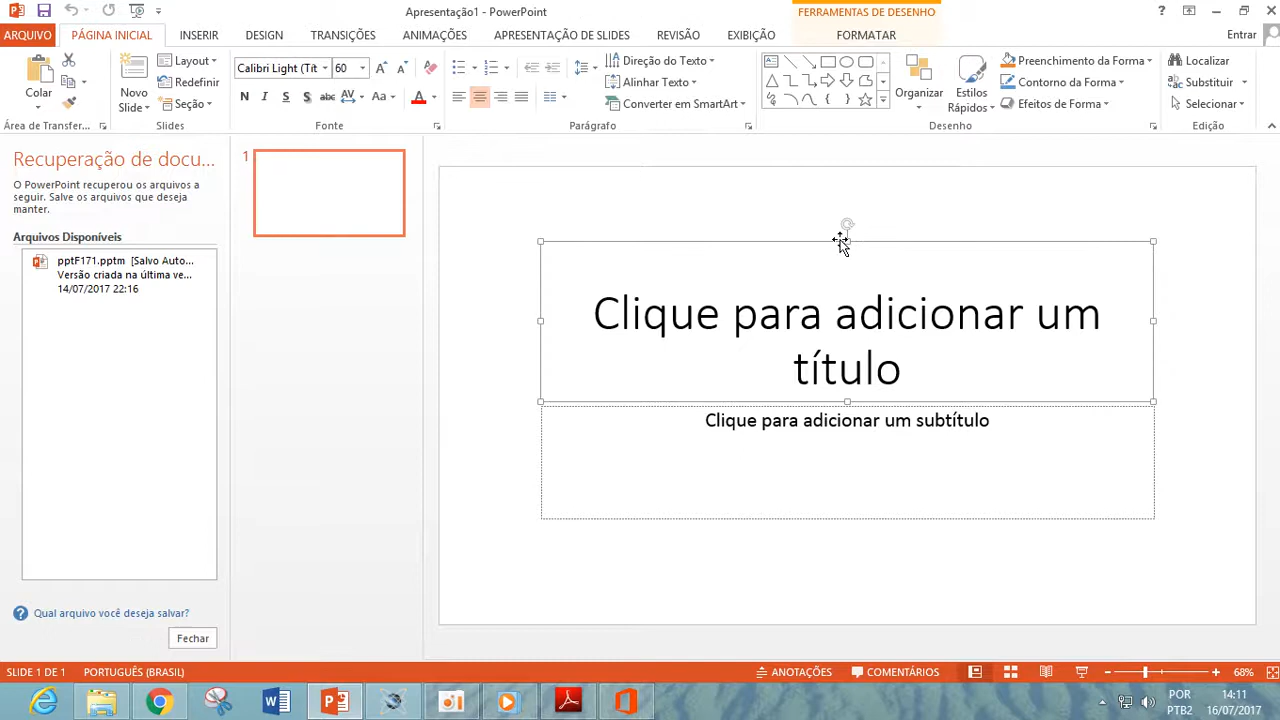 Apresentação1 - PowerPoint
FERRAMENTAS DE DESENHO
?
ARQUIVO
PÁGINA INICIAL
INSERIR
DESIGN
TRANSIÇÕES
ANIMAÇÕES
APRESENTAÇÃO DE SLIDES
REVISÃO
EXIBIÇÃO
FORMATAR
Entrar
Colar
Área de Transfer...
Novo
Slide
Layout
Redefinir
Seção
Slides
Calibri Light (Tít
60
N I S S abc AV Aa A
Fonte
Direção do Texto
Alinhar Texto
Converter em SmartArt
Parágrafo
Organizar
Estilos
Rápidos
Preenchimento da Forma
Contorno da Forma
Efeitos de Forma
Desenho
Localizar
Substituir
Selecionar
Edição
Recuperação de docu...
O PowerPoint recuperou os arquivos a
seguir. Salve os arquivos que deseja
manter.
Arquivos Disponíveis
pptF171.pptm [Salvo Auto...
Versão criada na última ve...
14/07/2017 22:16
Qual arquivo você deseja salvar?
Fechar
1
Clique para adicionar um
título
Clique para adicionar um subtítulo
SLIDE 1 DE 1
PORTUGUÊS (BRASIL)
ANOTAÇÕES
COMENTÁRIOS
68%
POR
PTB2
14:11
16/07/2017